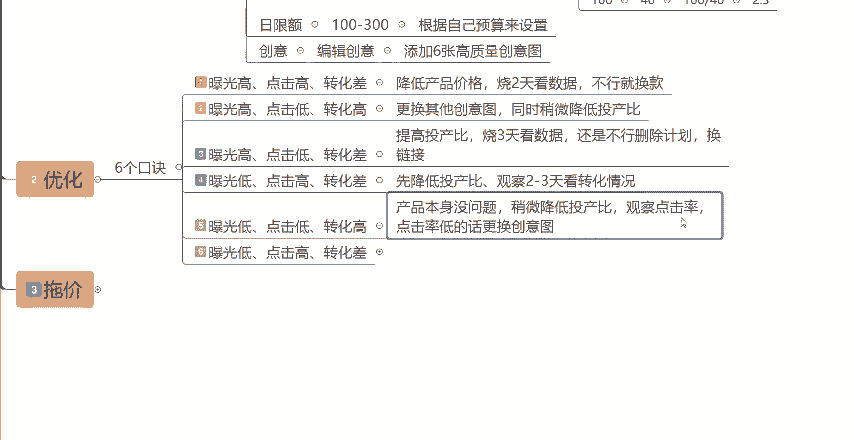 100 40 100/40 2.5
日限额 100-300 根据自己预算来设置
创意 编辑创意 添加6张高质量创意图
1 曝光高、点击高、转化差 降低产品价格，烧2天看数据，不行就换款
2 曝光高、点击低、转化高 更换其他创意图，同时稍微降低投产比
提高投产比，烧3天看数据，还是不行删除计划，换
3 曝光高、点击低、转化差 链接
4 曝光低、点击高、转化差 先降低投产比、观察2-3天看转化情况
产品本身没问题，稍微降低投产比，观察点击率，
5 曝光低、点击低、转化高 点击率低的话更换创意图
6 曝光低、点击高、转化差
6个口诀
2 优化
3 拖价